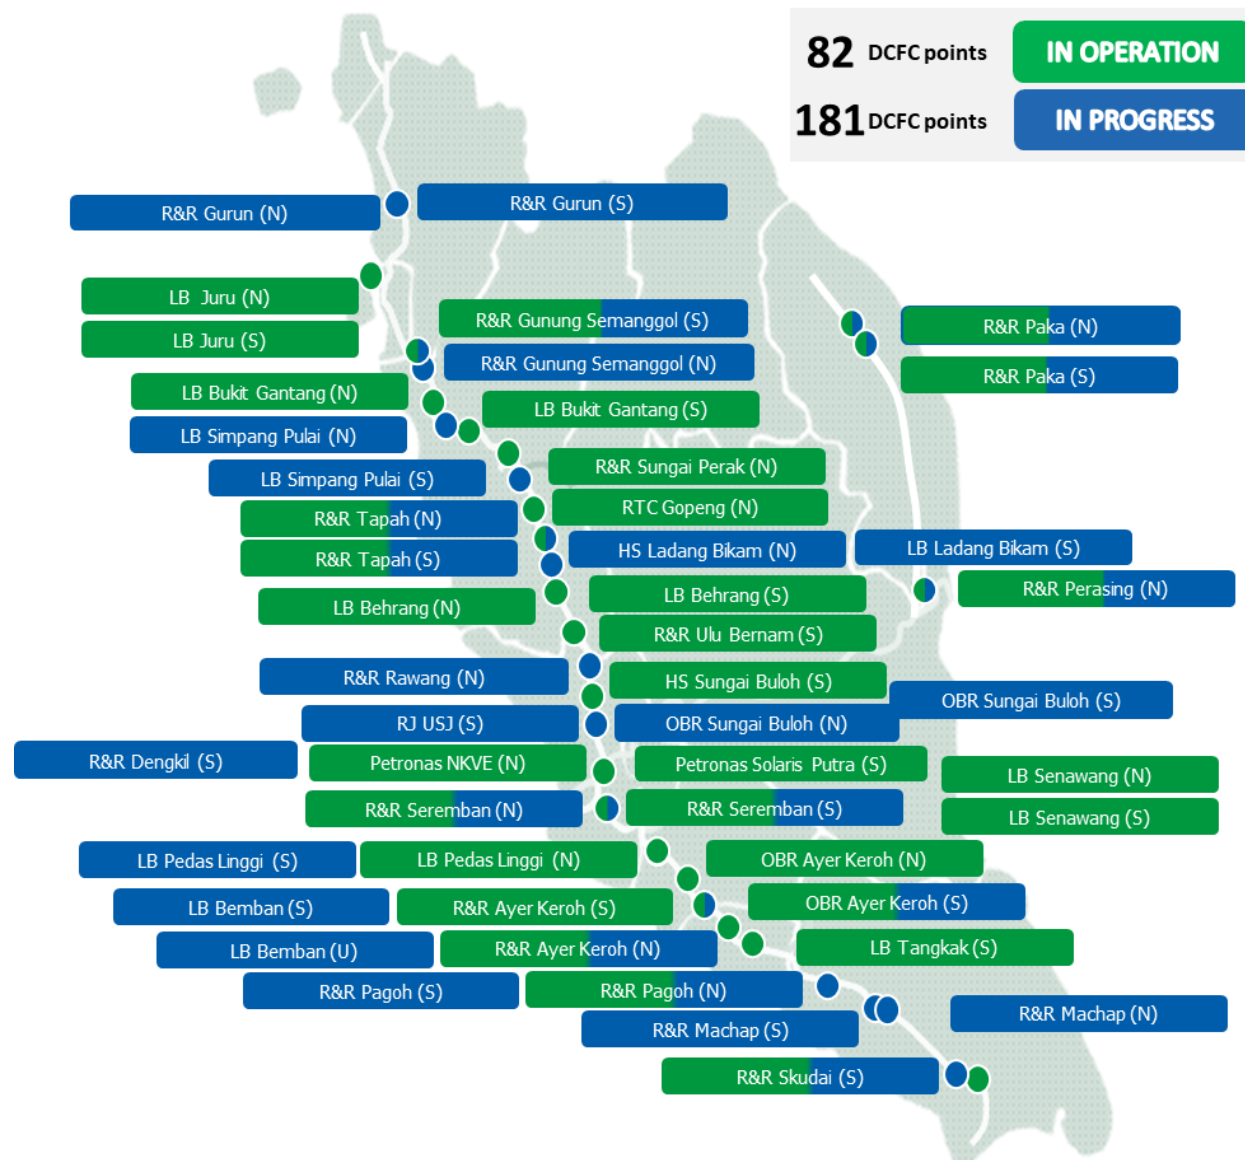 82 DCFC points IN OPERATION
181 DCFC points IN PROGRESS
R&R Gurun (N)
R&R Gurun (S)
LB Juru (N)
LB Juru (S)
R&R Gunung Semanggol (S)
R&R Paka (N)
R&R Gunung Semanggol (N)
R&R Paka (S)
LB Bukit Gantang (N)
LB Bukit Gantang (S)
LB Simpang Pulai (N)
LB Simpang Pulai (S)
R&R Sungai Perak (N)
R&R Tapah (N)
RTC Gopeng (N)
R&R Tapah (S)
HS Ladang Bikam (N)
LB Ladang Bikam (S)
R&R Perasing (N)
LB Behrang (N)
LB Behrang (S)
R&R Ulu Bernam (S)
R&R Rawang (N)
HS Sungai Buloh (S)
OBR Sungai Buloh (S)
RJ USJ (S)
OBR Sungai Buloh (N)
R&R Dengkil (S)
Petronas NKVE (N)
Petronas Solaris Putra (S)
LB Senawang (N)
R&R Seremban (N)
R&R Seremban (S)
LB Senawang (S)
LB Pedas Linggi (S)
LB Pedas Linggi (N)
OBR Ayer Keroh (N)
LB Bemban (S)
R&R Ayer Keroh (S)
OBR Ayer Keroh (S)
LB Bemban (U)
R&R Ayer Keroh (N)
LB Tangkak (S)
R&R Pagoh (S)
R&R Pagoh (N)
R&R Machap (S)
R&R Machap (N)
R&R Skudai (S)